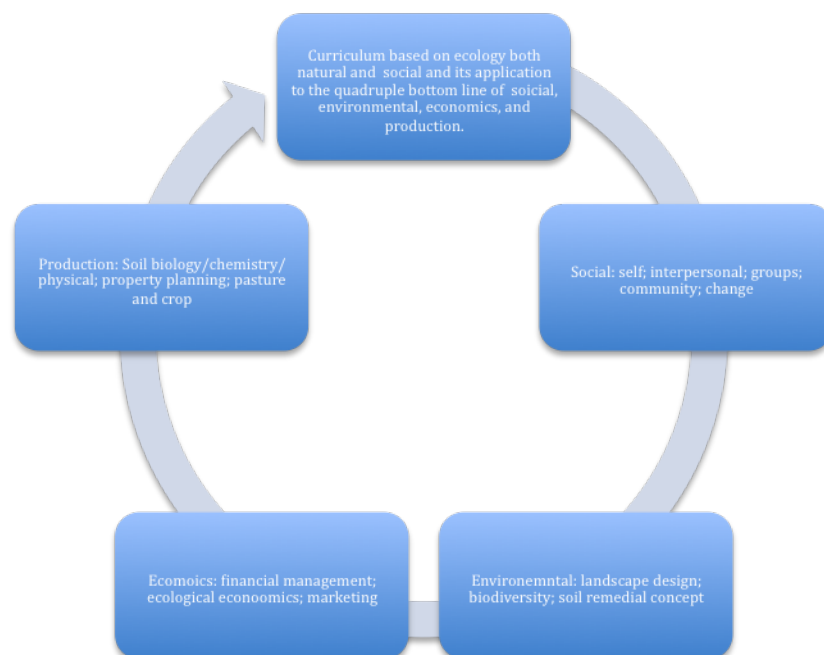 Curriculum based on ecology both
natural and social and its application
to the quadruple bottom line of soicial,
environmental, economics, and
production.
Social: self; interpersonal; groups;
community; change
Environemntal: landscape design;
biodiversity; soil remedial concept
Ecomoics: financial management;
ecological econoomics; marketing
Production: Soil biology/chemistry/
physical; property planning; pasture
and crop